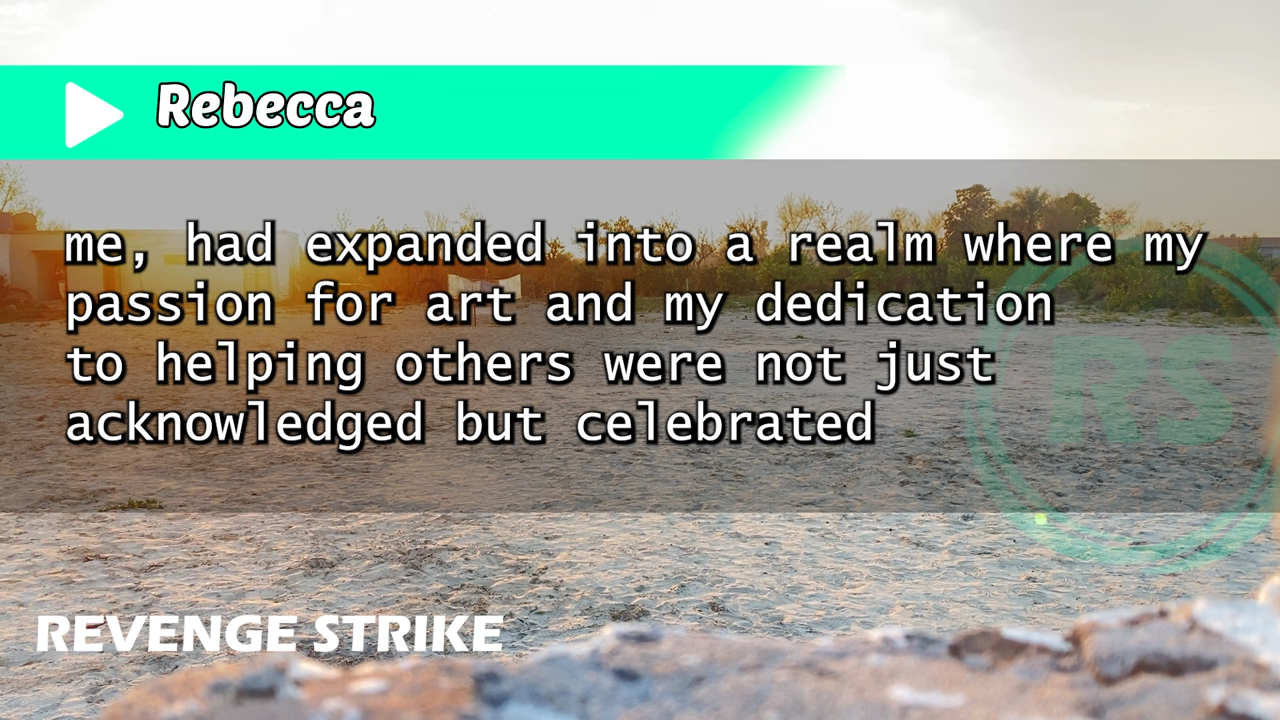 Rebecca
me, had expanded into a realm where my
passion for art and my dedication
to helping others were not just
acknowledged but celebrated
RS
REVENGE STRIKE